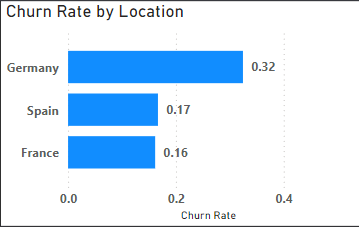 Churn Rate by Location
Germany 0.32
Spain 0.17
France 0.16
0.0 0.2 0.4
Churn Rate